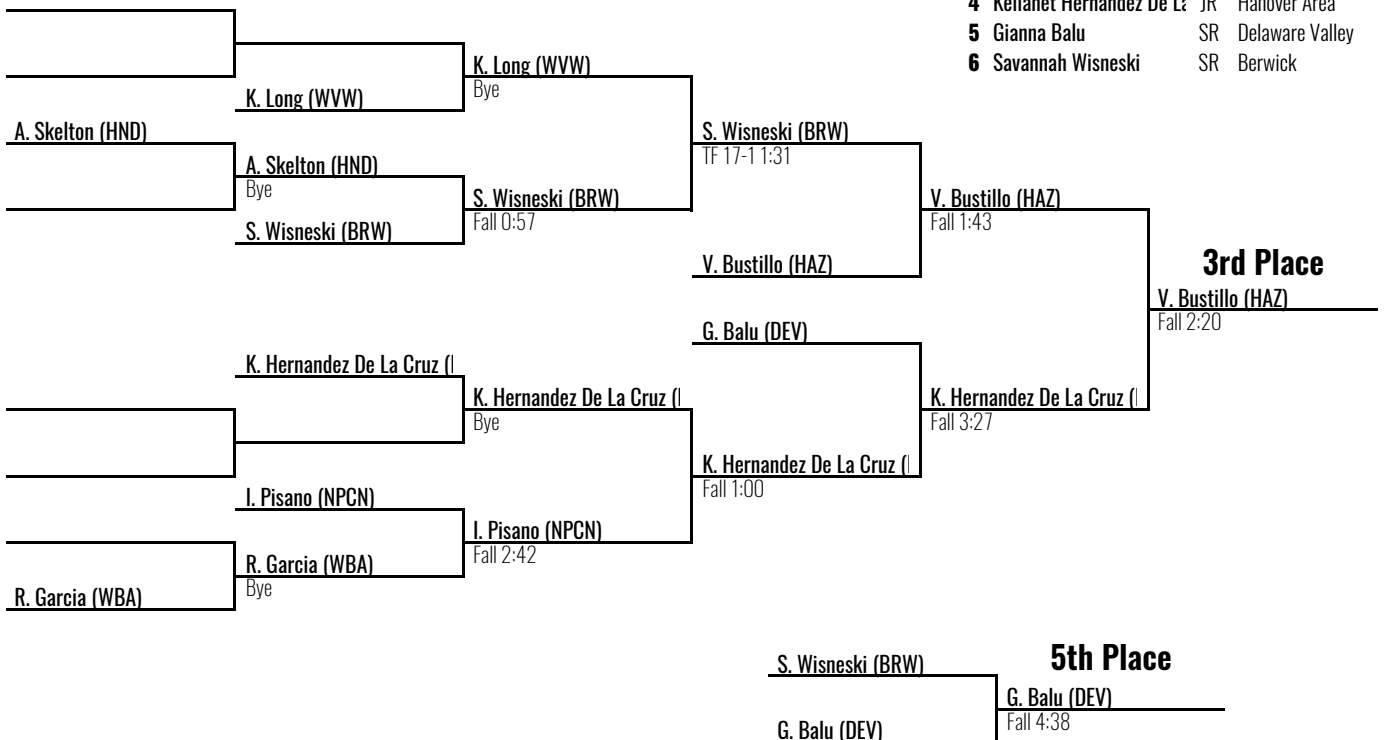 4 Kelianet Hernandez De La JR Hanover Area
5 Gianna Balu SR Delaware Valley
6 Savannah Wisneski SR Berwick
K. Long (WVW)
Bye
K. Long (WVW)
A. Skelton (HND)
S. Wisneski (BRW)
TF 17-1 1:31
A. Skelton (HND)
Bye
S. Wisneski (BRW)
Fall 0:57
V. Bustillo (HAZ)
Fall 1:43
S. Wisneski (BRW)
V. Bustillo (HAZ)
3rd Place
V. Bustillo (HAZ)
Fall 2:20
G. Balu (DEV)
K. Hernandez De La Cruz (
K. Hernandez De La Cruz (
Bye
K. Hernandez De La Cruz (
Fall 3:27
K. Hernandez De La Cruz (
Fall 1:00
I. Pisano (NPCN)
I. Pisano (NPCN)
Fall 2:42
R. Garcia (WBA)
Bye
R. Garcia (WBA)
S. Wisneski (BRW)
5th Place
G. Balu (DEV)
Fall 4:38
G. Balu (DEV)